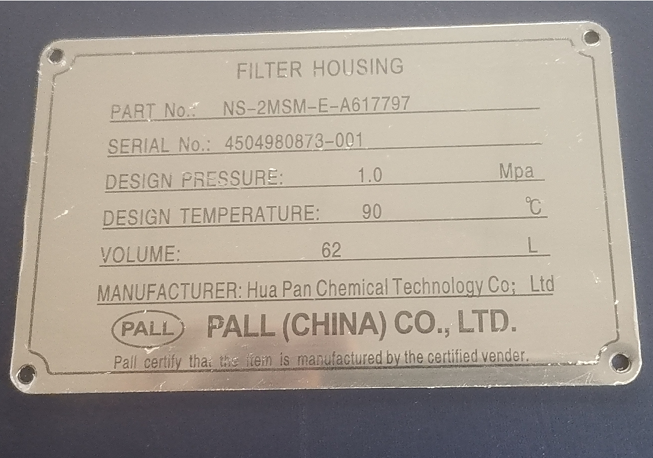 FILTER HOUSING
PART No.: NS-2MSM-E-A617797
SERIAL No.: 4504980873-001
DESIGN PRESSURE: 1.0 Mpa
DESIGN TEMPERATURE: 90 ℃
VOLUME: 62 L
MANUFACTURER: Hua Pan Chemical Technology Co; Ltd
PALL PALL (CHINA) CO., LTD.
Pall certify that the item is manufactured by the certified vender.